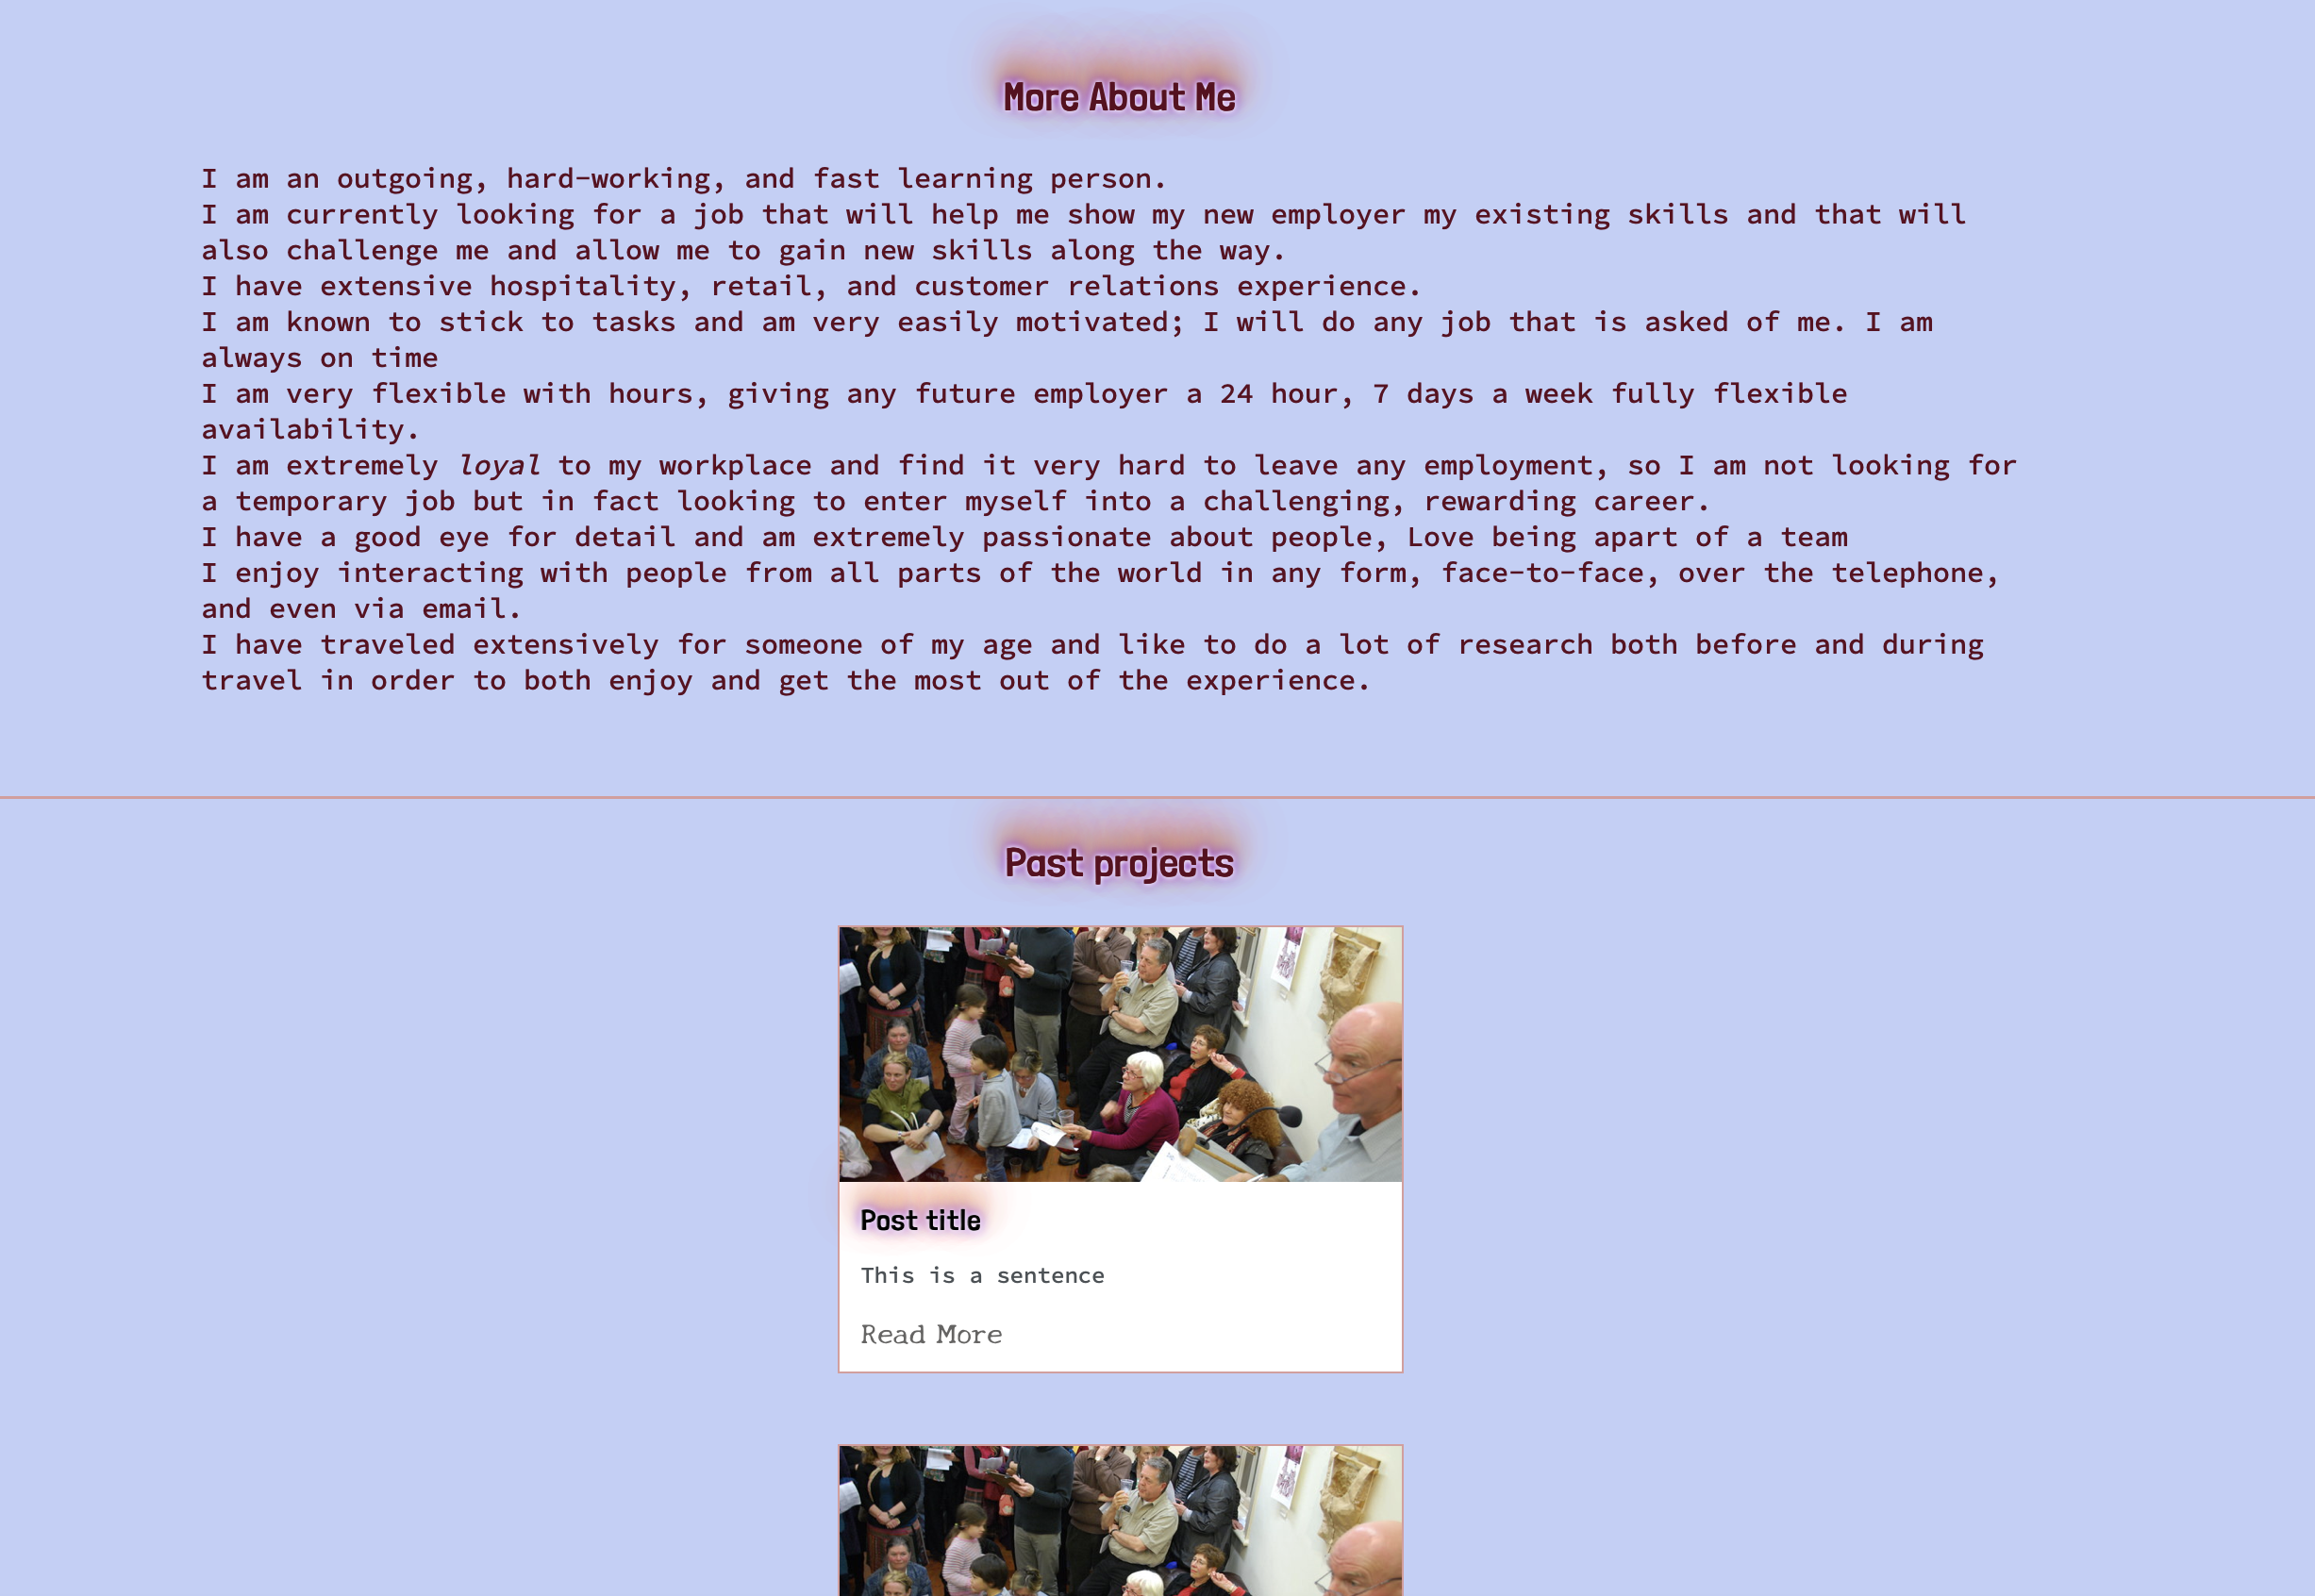 More About Me
I am an outgoing, hard-working, and fast learning person.
I am currently looking for a job that will help me show my new employer my existing skills and that will
also challenge me and allow me to gain new skills along the way.
I have extensive hospitality, retail, and customer relations experience.
I am known to stick to tasks and am very easily motivated; I will do any job that is asked of me. I am
always on time
I am very flexible with hours, giving any future employer a 24 hour, 7 days a week fully flexible
availability.
I am extremely loyal to my workplace and find it very hard to leave any employment, so I am not looking for
a temporary job but in fact looking to enter myself into a challenging, rewarding career.
I have a good eye for detail and am extremely passionate about people, Love being apart of a team
I enjoy interacting with people from all parts of the world in any form, face-to-face, over the telephone,
and even via email.
I have traveled extensively for someone of my age and like to do a lot of research both before and during
travel in order to both enjoy and get the most out of the experience.
Past projects
Post title
This is a sentence
Read More